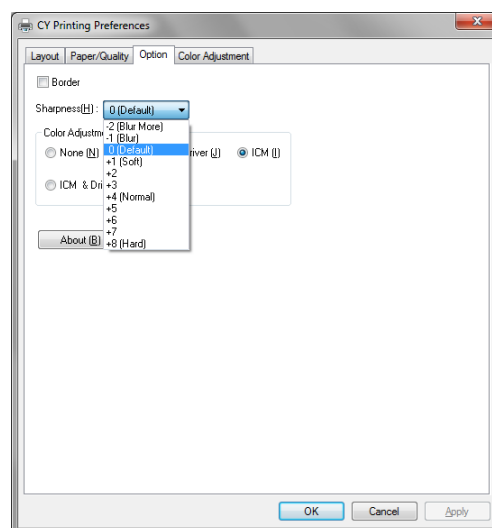 CY Printing Preferences
Layout Paper/Quality Option Color Adjustment
Border
Sharpness(H) : 0 (Default)
-2 (Blur More)
-1 (Blur)
0 (Default)
+1 (Soft)
+2
+3
+4 (Normal)
+5
+6
+7
+8 (Hard)
Color Adjustm
None (N) river (J) ICM (I)
ICM & Dri
About (B)
OK Cancel Apply